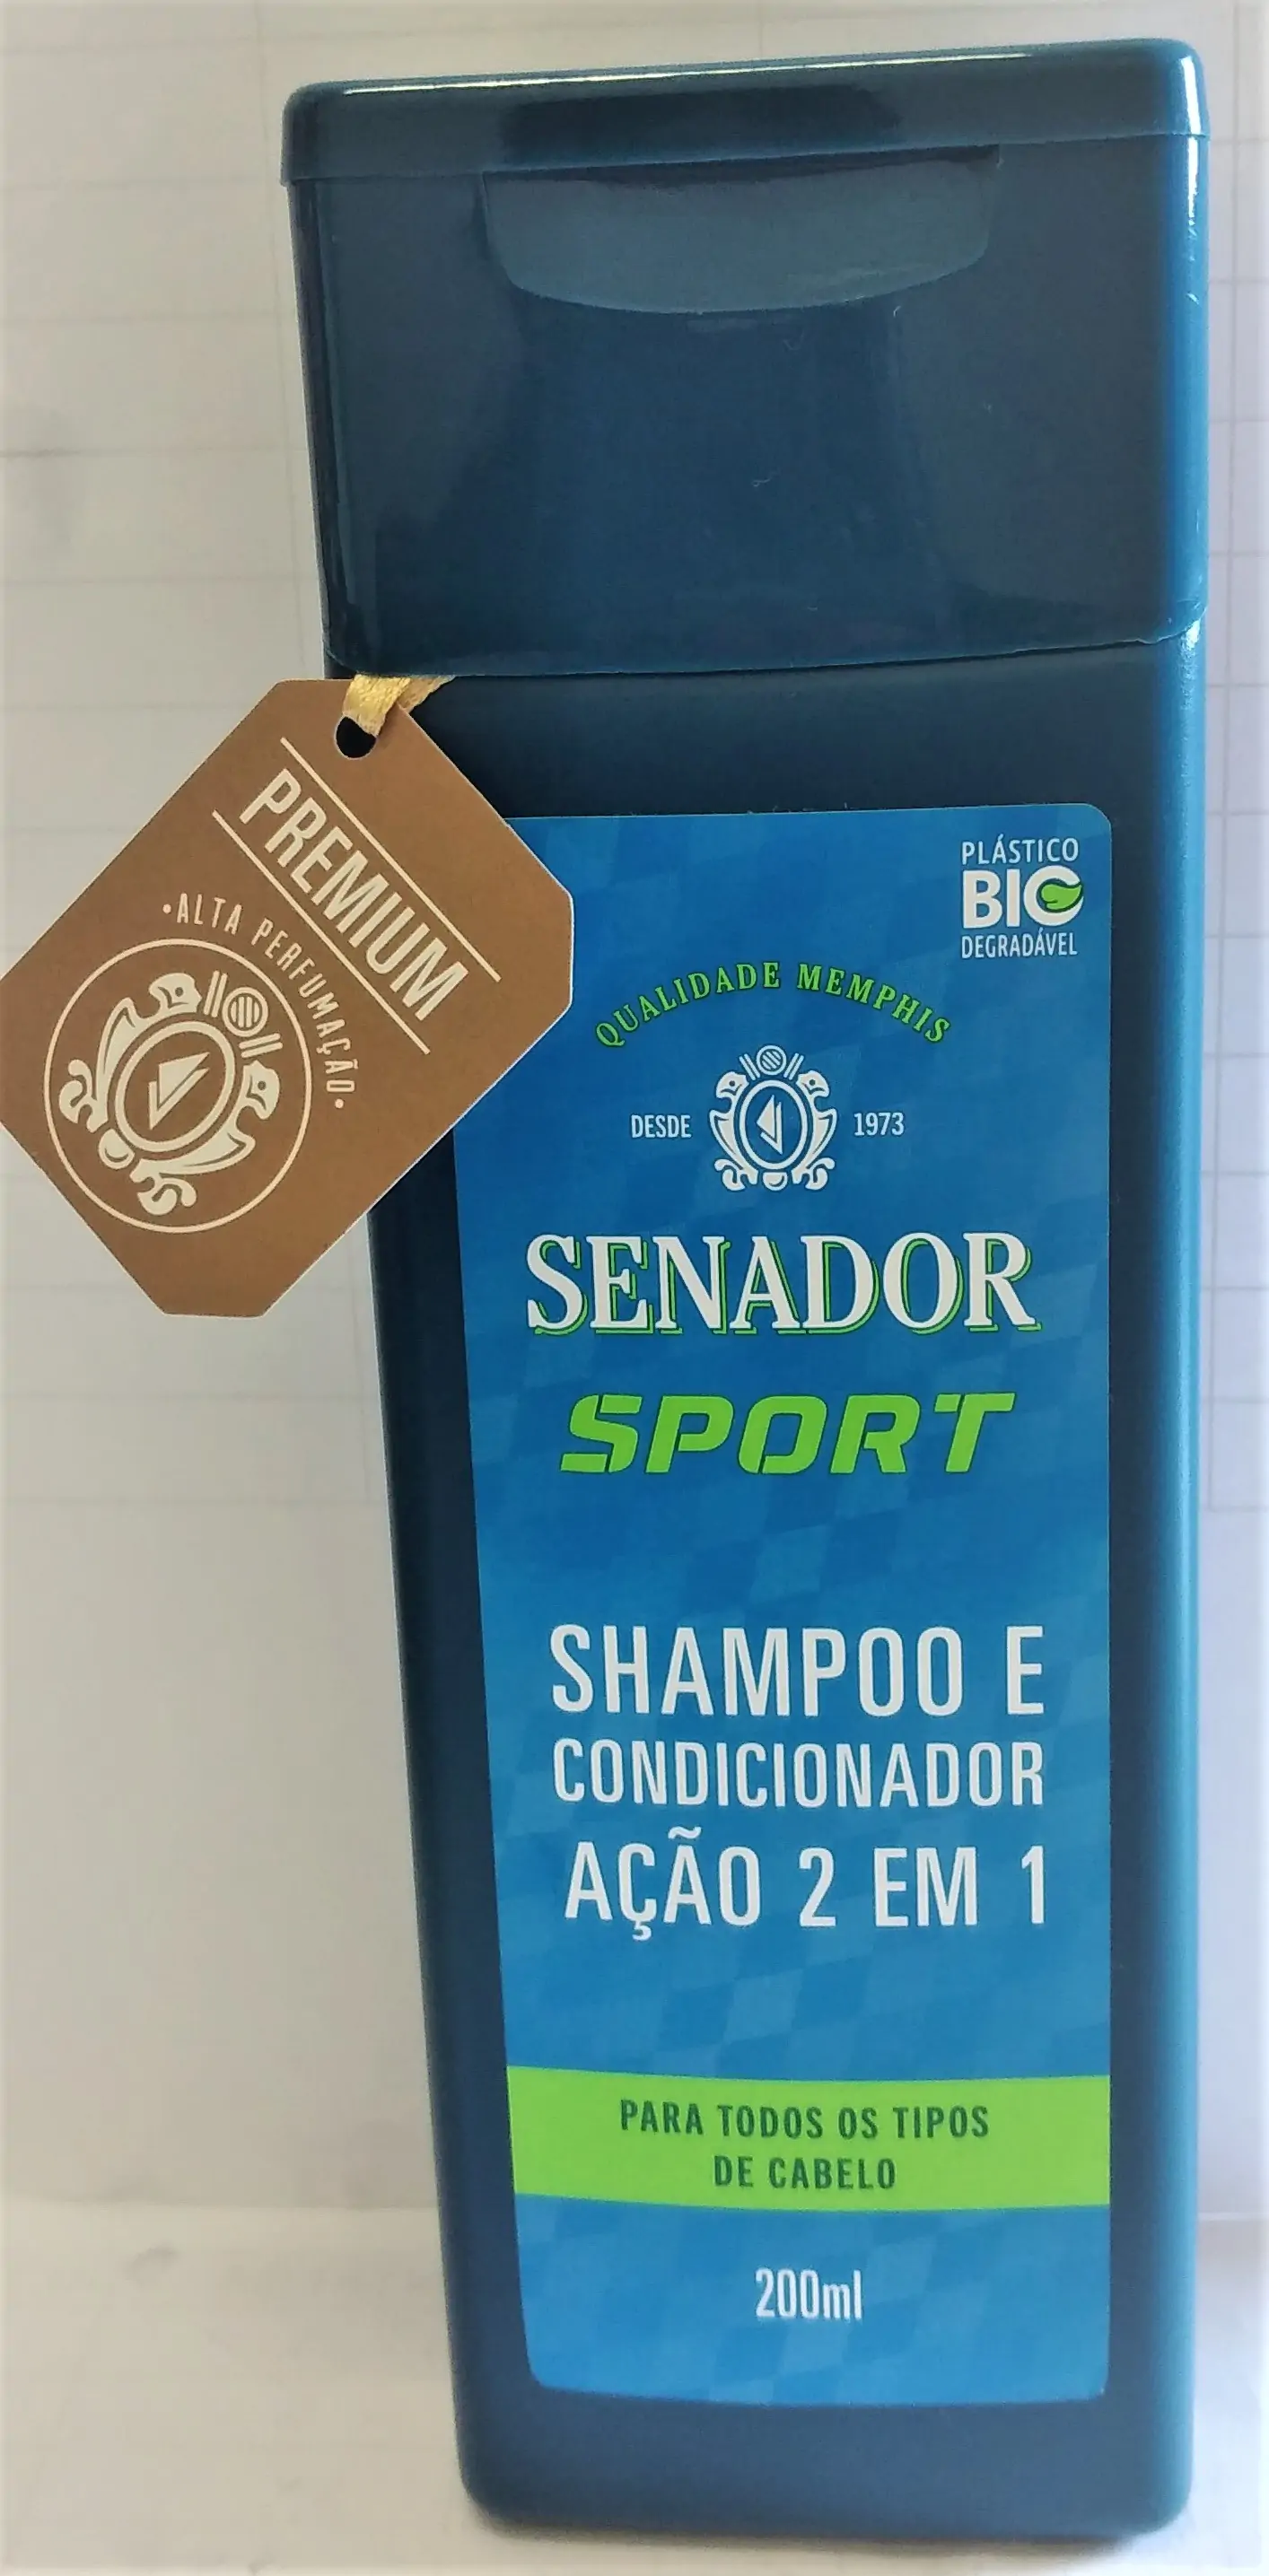 PREMIUM
•ALTA PERFUMAÇÃO•
PLÁSTICO
BIO
DEGRADÁVEL
QUALIDADE MEMPHIS
DESDE 1973
SENADOR
SPORT
SHAMPOO E
CONDICIONADOR
AÇÃO 2 EM 1
PARA TODOS OS TIPOS
DE CABELO
200ml